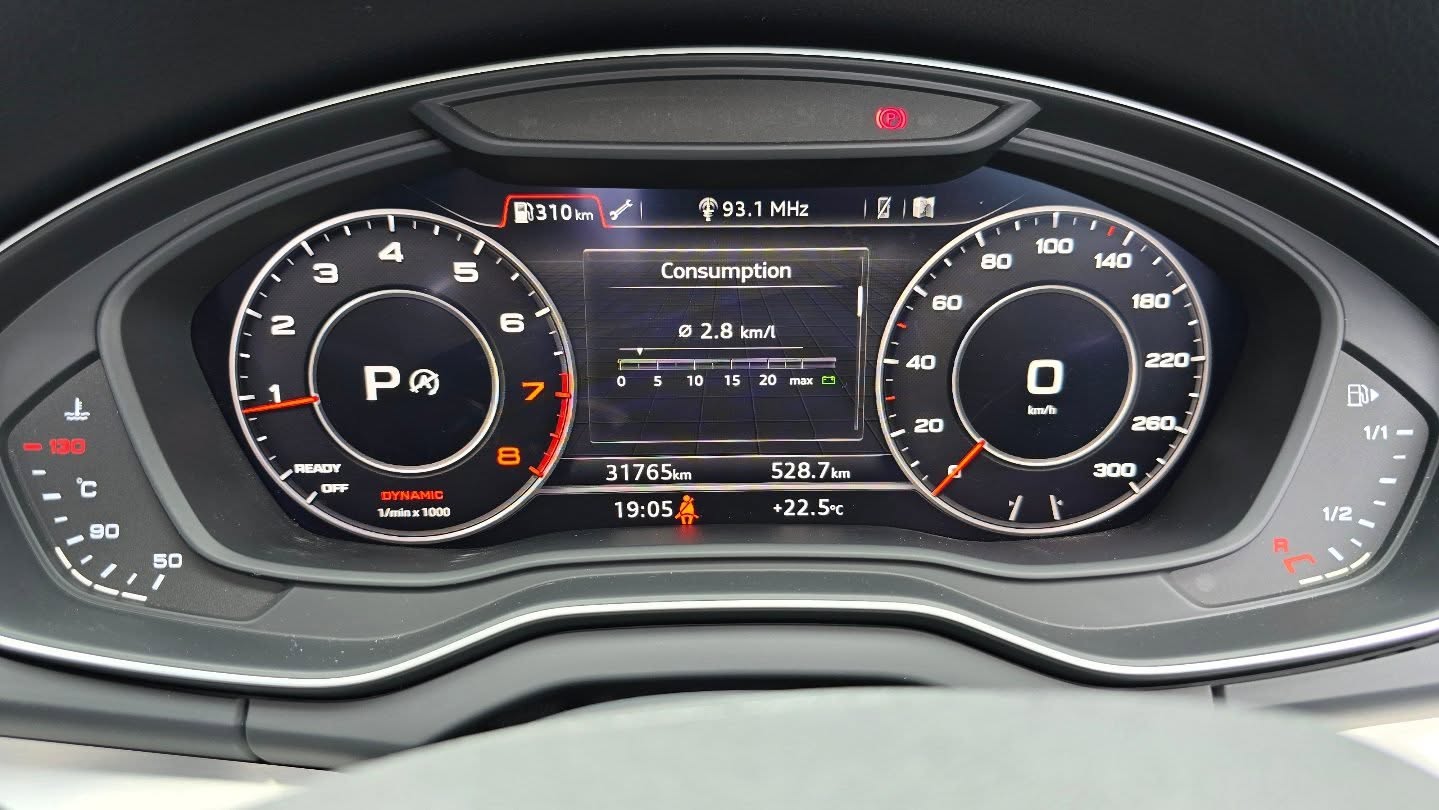 P
310 km
93.1 MHz
Consumption
ø 2.8 km/l
0 5 10 15 20 max
31765km 528.7km
19:05 +22.5°C
1 2 3 4 5 6 7 8
P
A
READY
OFF
DYNAMIC
1/min x 1000
0 20 40 60 80 100 140 180 220 260 300
0
km/h
130
°C
90
50
1/1
1/2
R